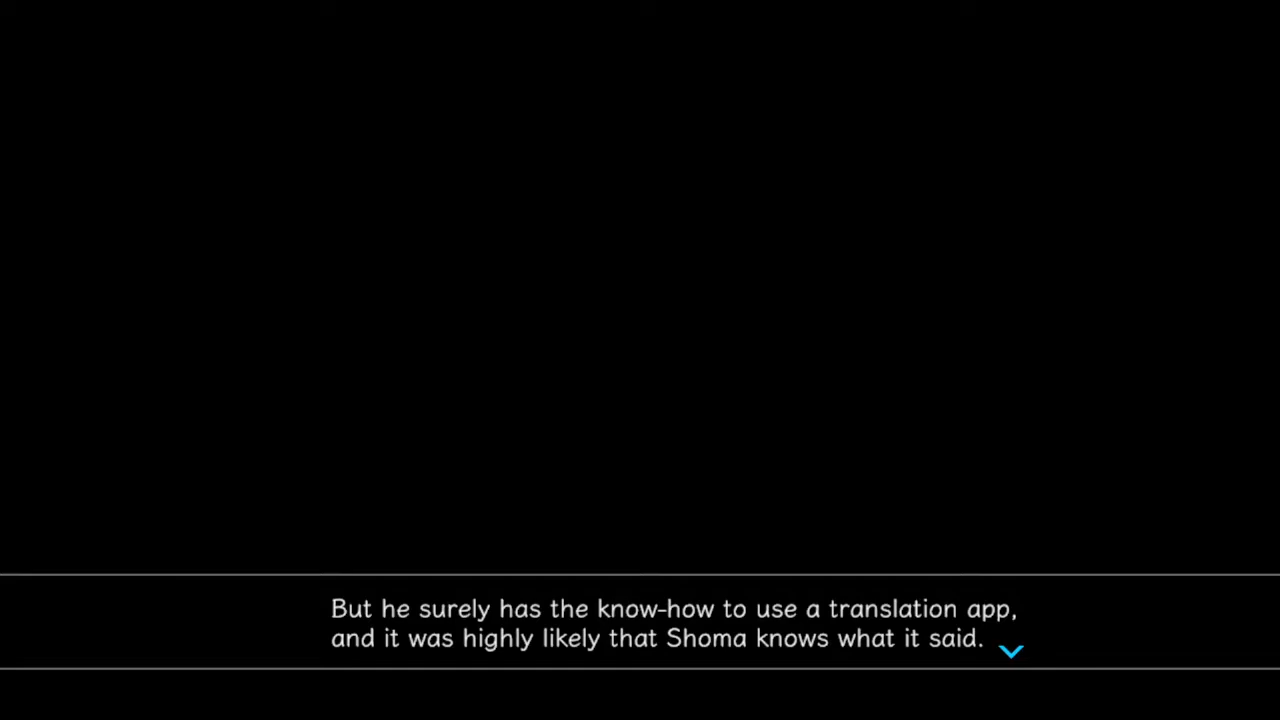 But he surely has the know-how to use a translation app,
and it was highly likely that Shoma knows what it said.